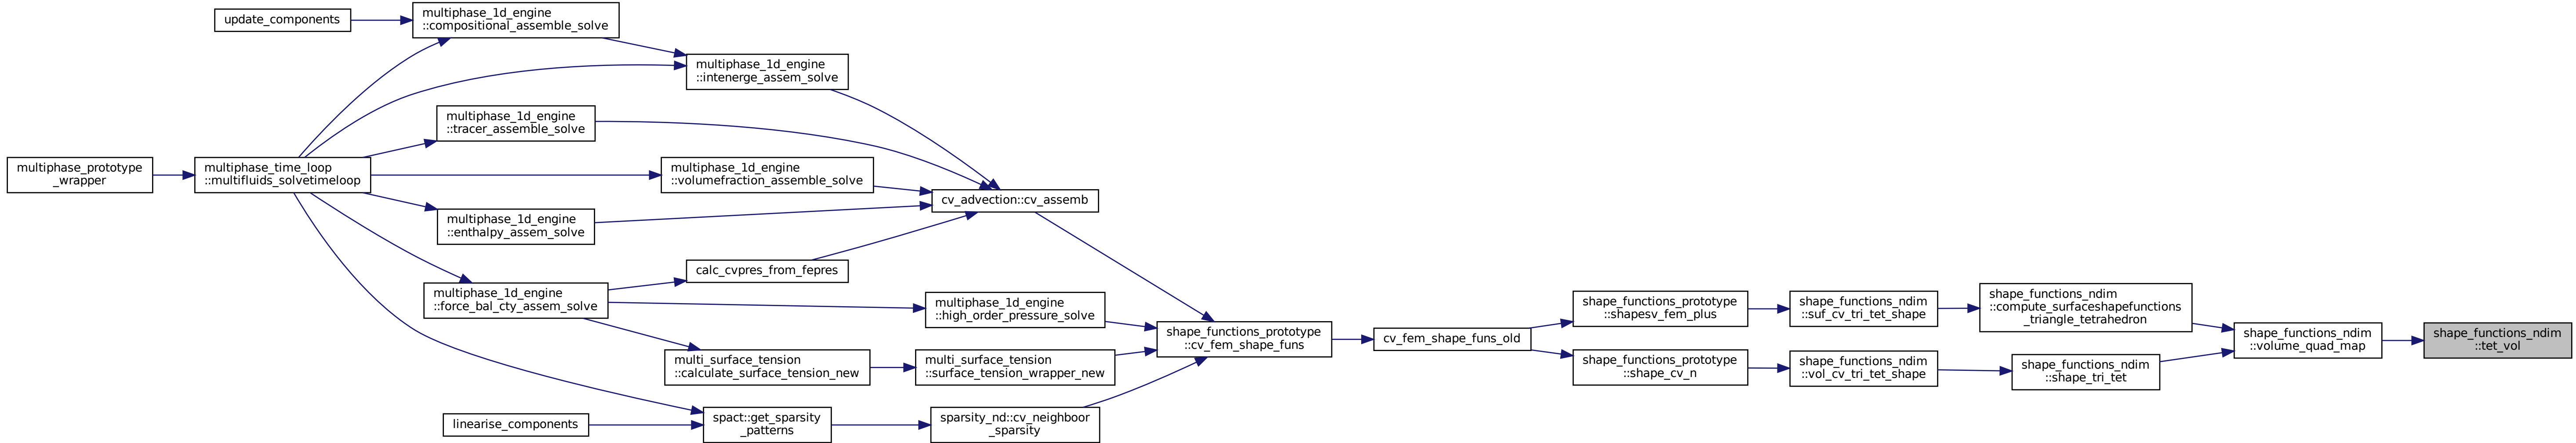 update_components
multiphase_1d_engine
::compositional_assemble_solve
multiphase_1d_engine
::intenerge_assem_solve
multiphase_1d_engine
::tracer_assemble_solve
multiphase_prototype
_wrapper
multiphase_time_loop
::multifluids_solvetimeloop
multiphase_1d_engine
::volumefraction_assemble_solve
cv_advection::cv_assemb
multiphase_1d_engine
::enthalpy_assem_solve
calc_cvpres_from_fepres
multiphase_1d_engine
::force_bal_cty_assem_solve
multiphase_1d_engine
::high_order_pressure_solve
multi_surface_tension
::calculate_surface_tension_new
multi_surface_tension
::surface_tension_wrapper_new
linearise_components
spact::get_sparsity
_patterns
sparsity_nd::cv_neighboor
_sparsity
shape_functions_prototype
::cv_fem_shape_funs
cv_fem_shape_funs_old
shape_functions_prototype
::shapesv_fem_plus
shape_functions_prototype
::shape_cv_n
shape_functions_ndim
::suf_cv_tri_tet_shape
shape_functions_ndim
::vol_cv_tri_tet_shape
shape_functions_ndim
::compute_surfaceshapefunctions
_triangle_tetrahedron
shape_functions_ndim
::shape_tri_tet
shape_functions_ndim
::volume_quad_map
shape_functions_ndim
::tet_vol